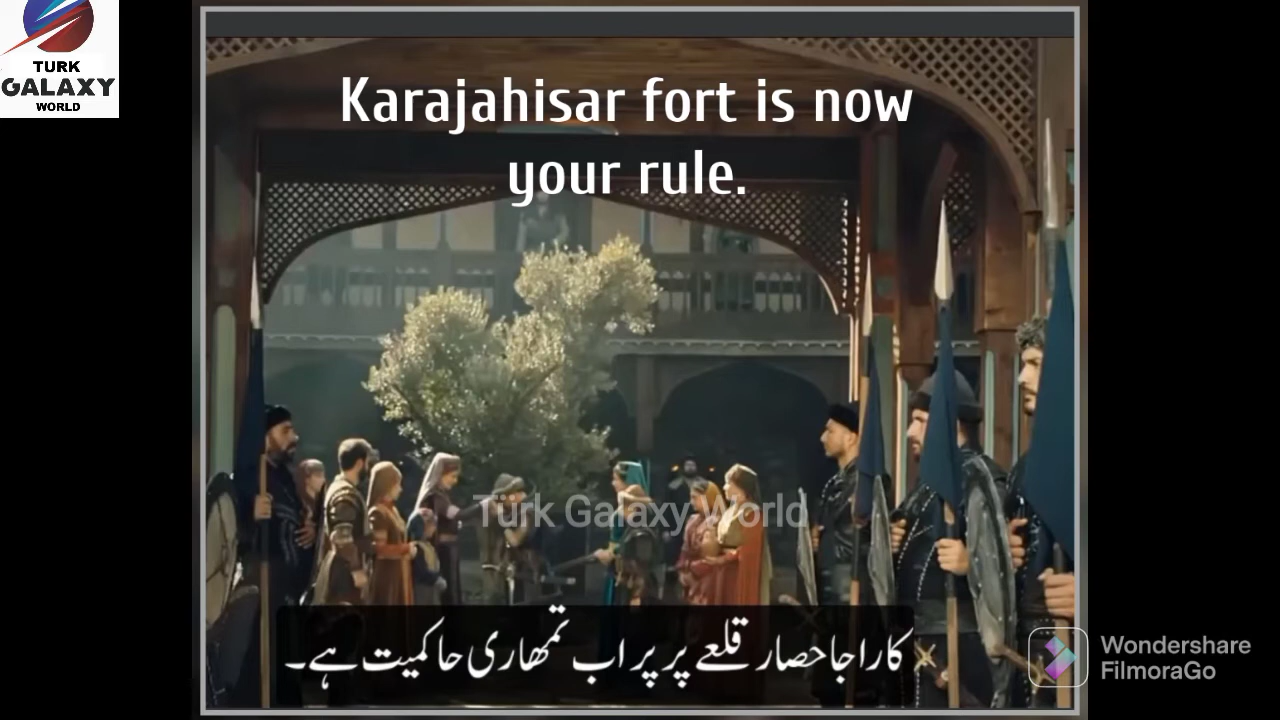 TURK
GALAXY
WORLD
Karajahisar fort is now
your rule.
Türk Galaxy World
کاراجاحصار قلعے پر پر اب تمھاری حاکمیت ہے۔
Wondershare
FilmoraGo